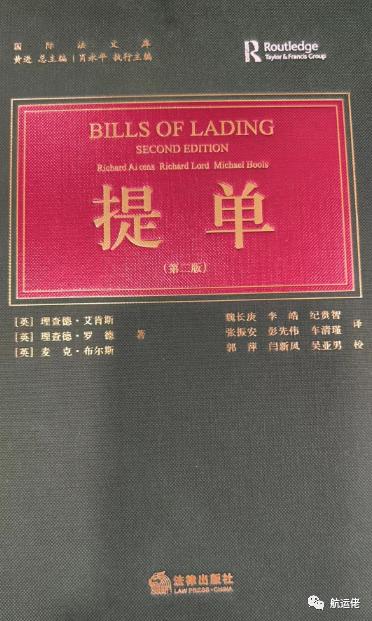 国际法文库
黄进 总主编 | 肖永平 执行主编
Routledge
Taylor & Francis Group
BILLS OF LADING
SECOND EDITION
Richard Aikens Richard Lord Michael Bools
提单
(第二版)
[英] 理查德·艾肯斯
[英] 理查德·罗德 著
[英] 麦克·布尔斯
魏长庚 李皓 纪贵智
张振安 彭先伟 车清瑾 译
郭萍 闫新凤 吴亚男 校
法律出版社
LAW PRESS·CHINA
航运佬